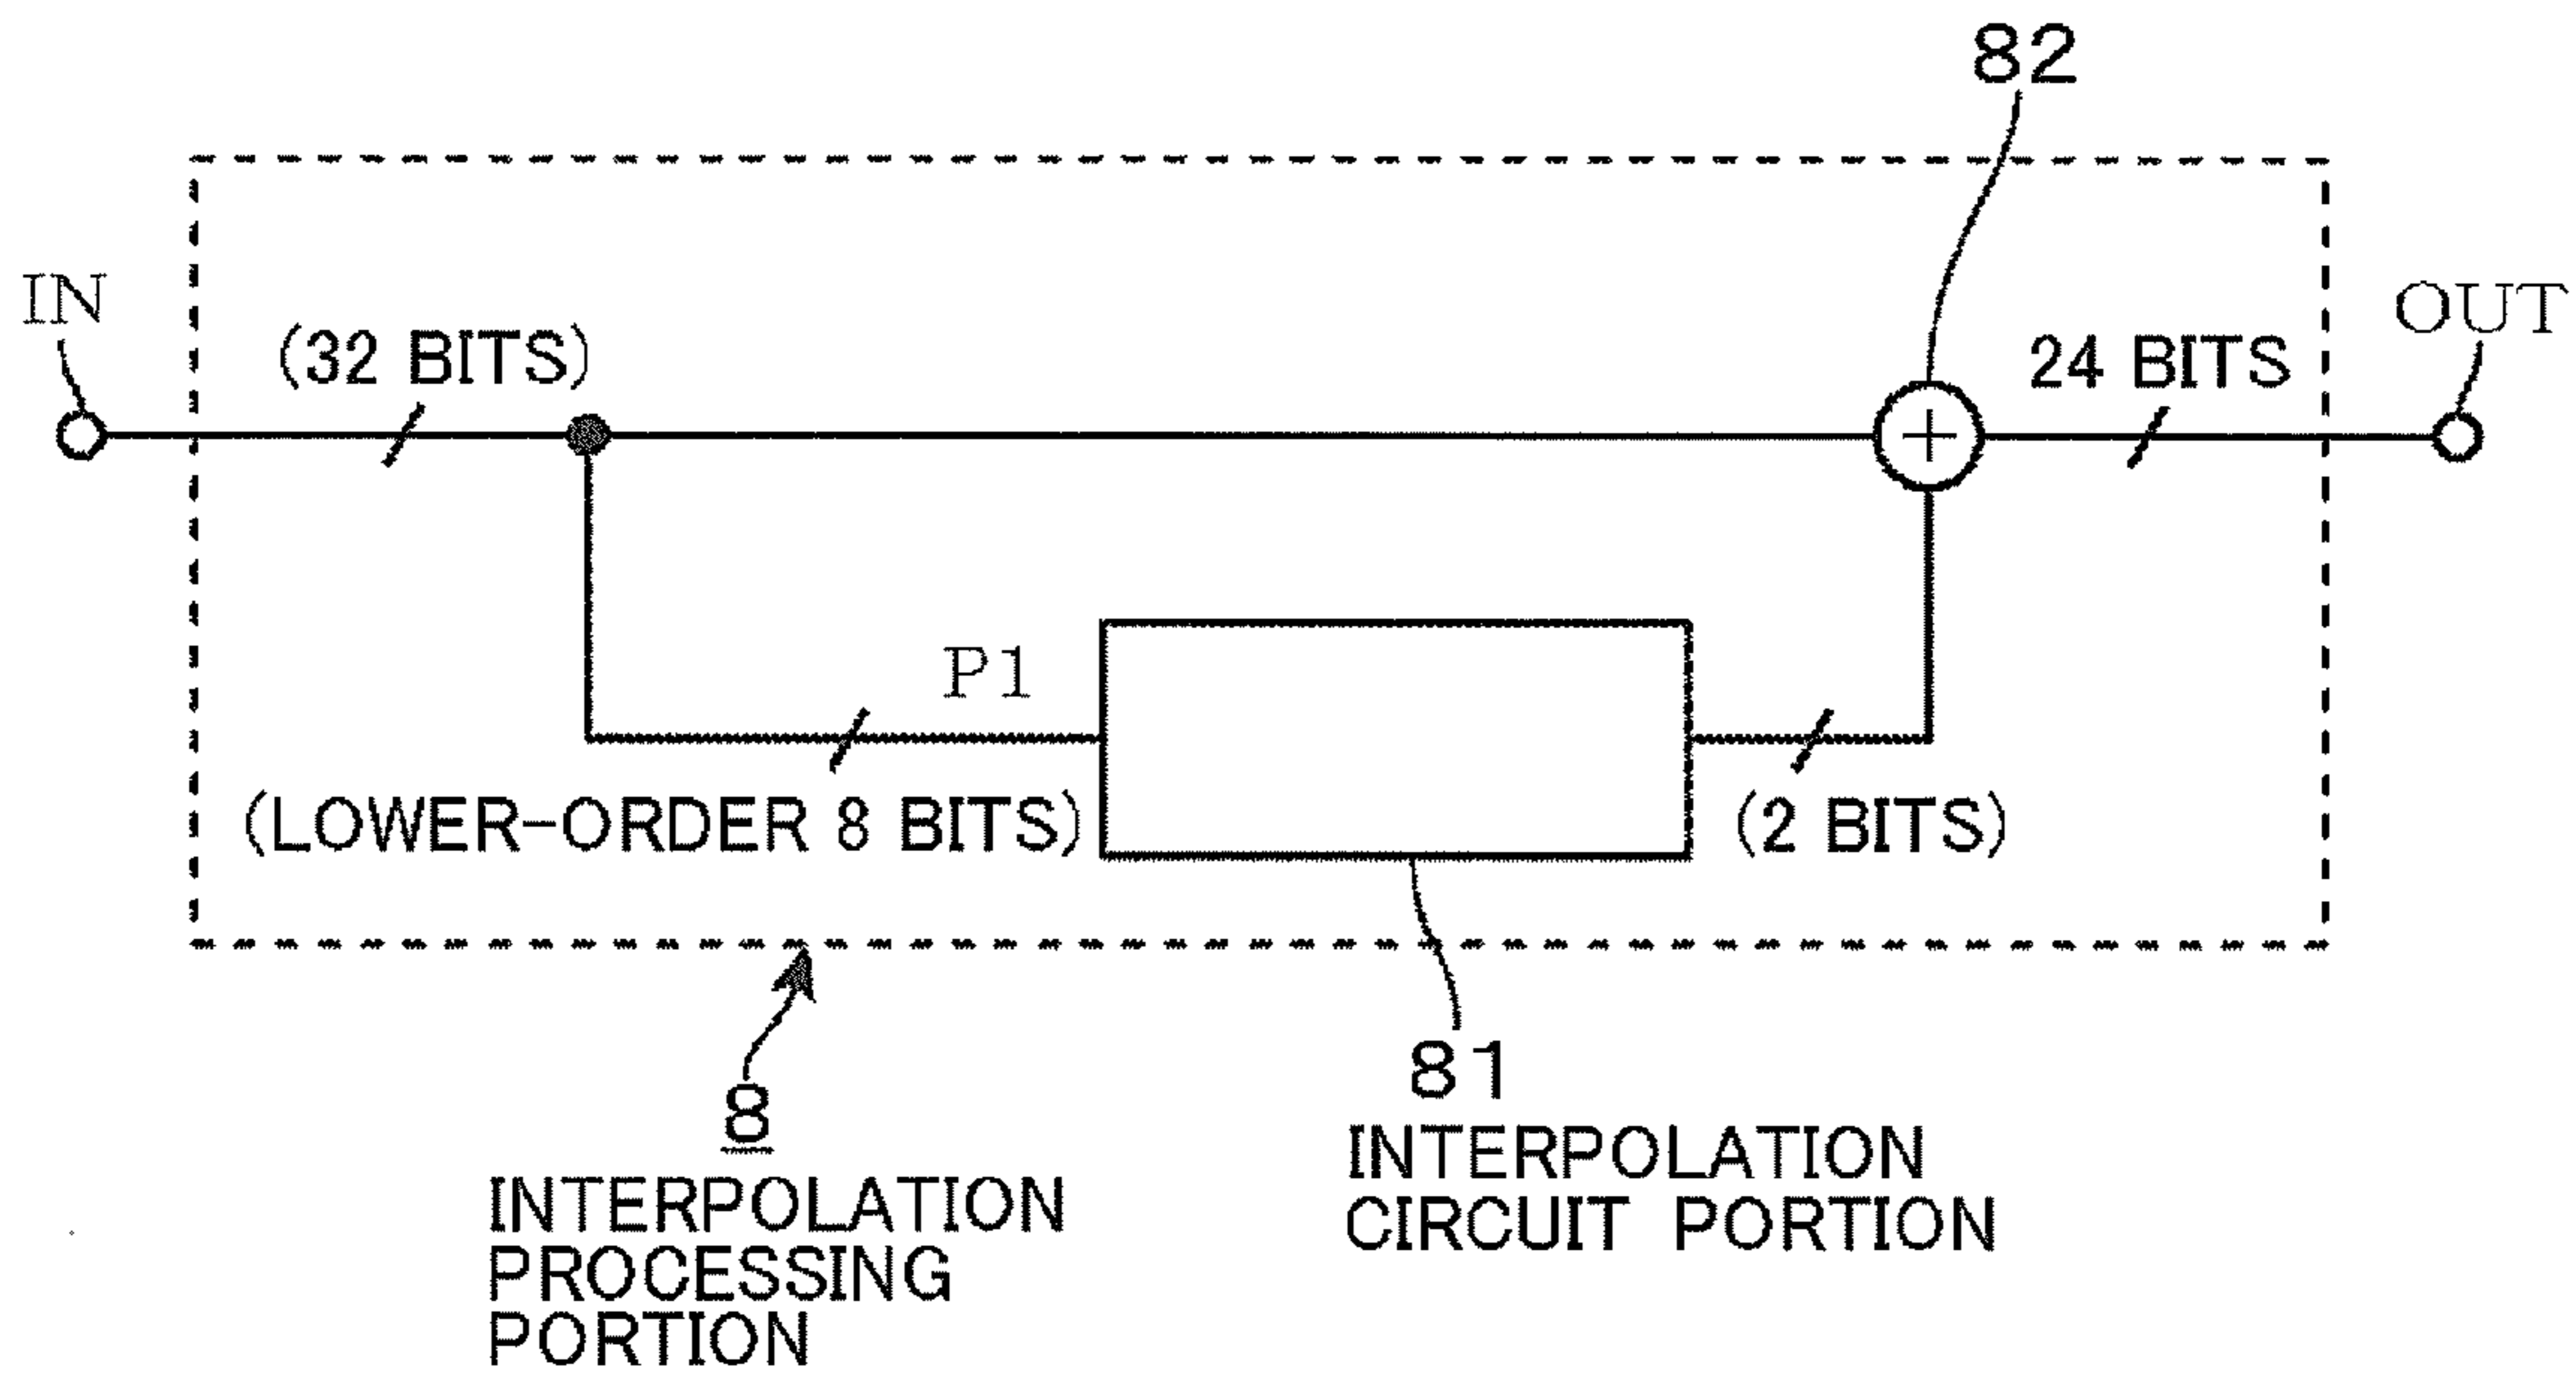 82
IN
(32 BITS)
24 BITS
OUT
P1
(LOWER-ORDER 8 BITS)
(2 BITS)
8
INTERPOLATION
PROCESSING
PORTION
81
INTERPOLATION
CIRCUIT PORTION